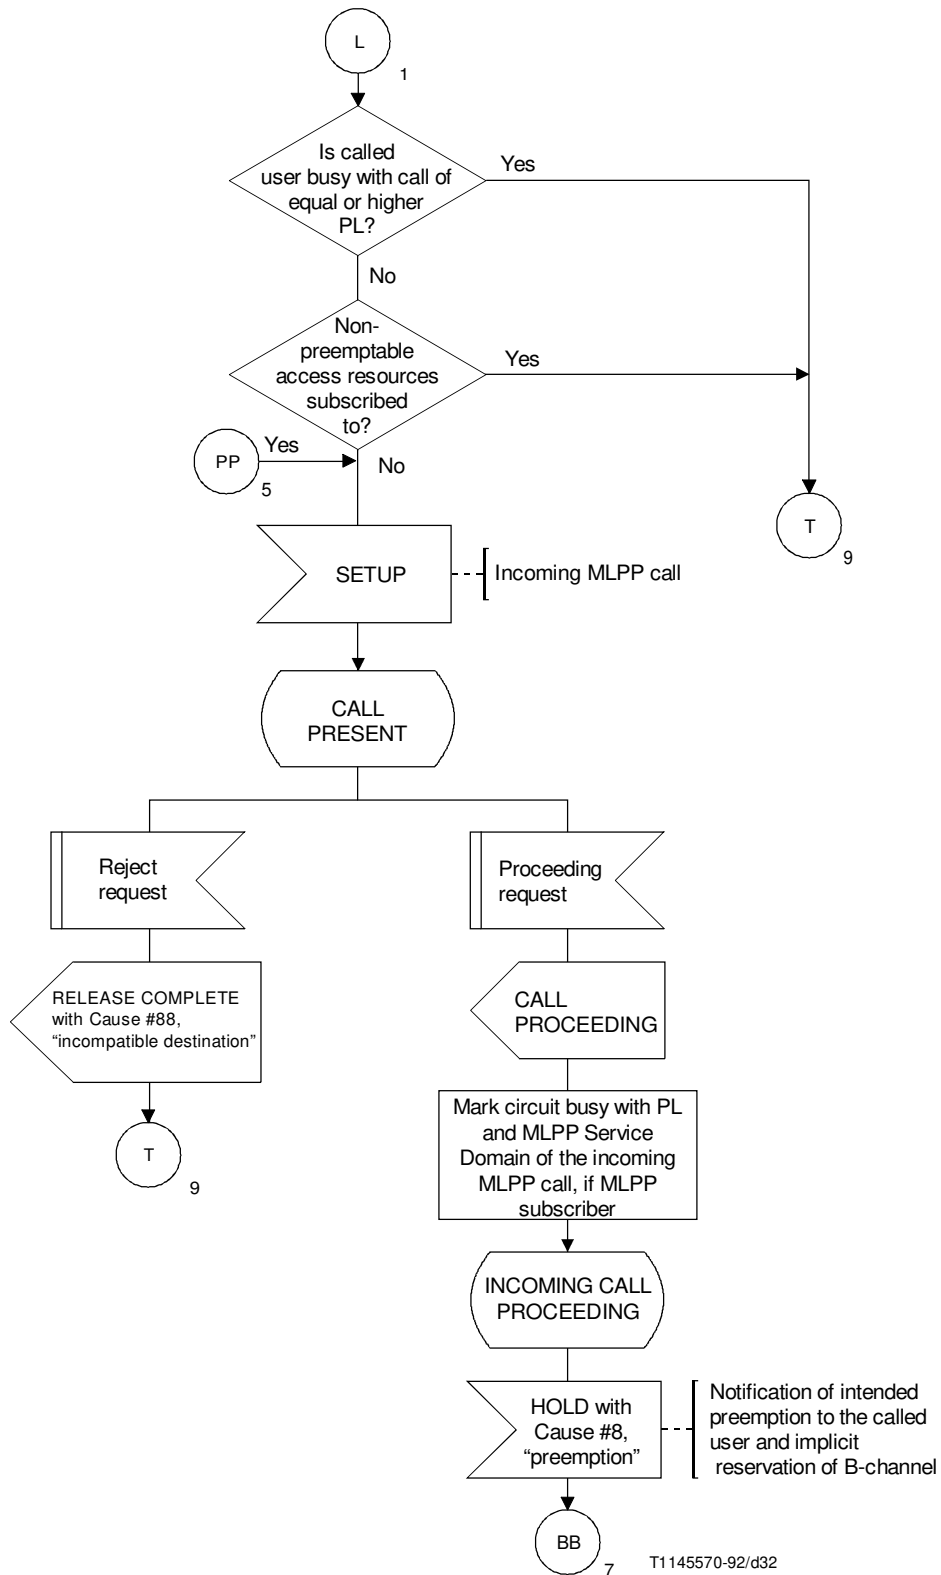 L
1
Is called
user busy with call of
equal or higher
PL?
Yes
No
Non-
preemptable
access resources
subscribed
to?
Yes
PP
5
Yes
No
T
9
SETUP
Incoming MLPP call
CALL
PRESENT
Reject
request
Proceeding
request
RELEASE COMPLETE
with Cause #88,
“incompatible destination”
CALL
PROCEEDING
T
9
Mark circuit busy with PL
and MLPP Service
Domain of the incoming
MLPP call, if MLPP
subscriber
INCOMING CALL
PROCEEDING
HOLD with
Cause #8,
“preemption”
Notification of intended
preemption to the called
user and implicit
reservation of B-channel
BB
7
T1145570-92/d32